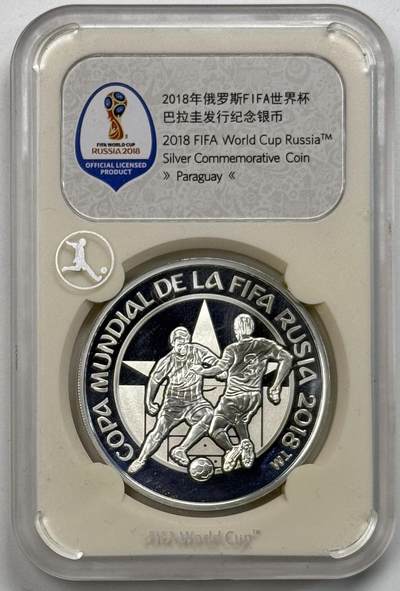 2018年俄罗斯FIFA世界杯
巴拉圭发行纪念银币
2018 FIFA World Cup Russia™
Silver Commemorative Coin
》 Paraguay 《
FIFA WORLD CUP
RUSSIA 2018
OFFICIAL LICENSED
PRODUCT
COPA MUNDIAL DE LA FIFA RUSIA 2018™
FIFA World Cup™